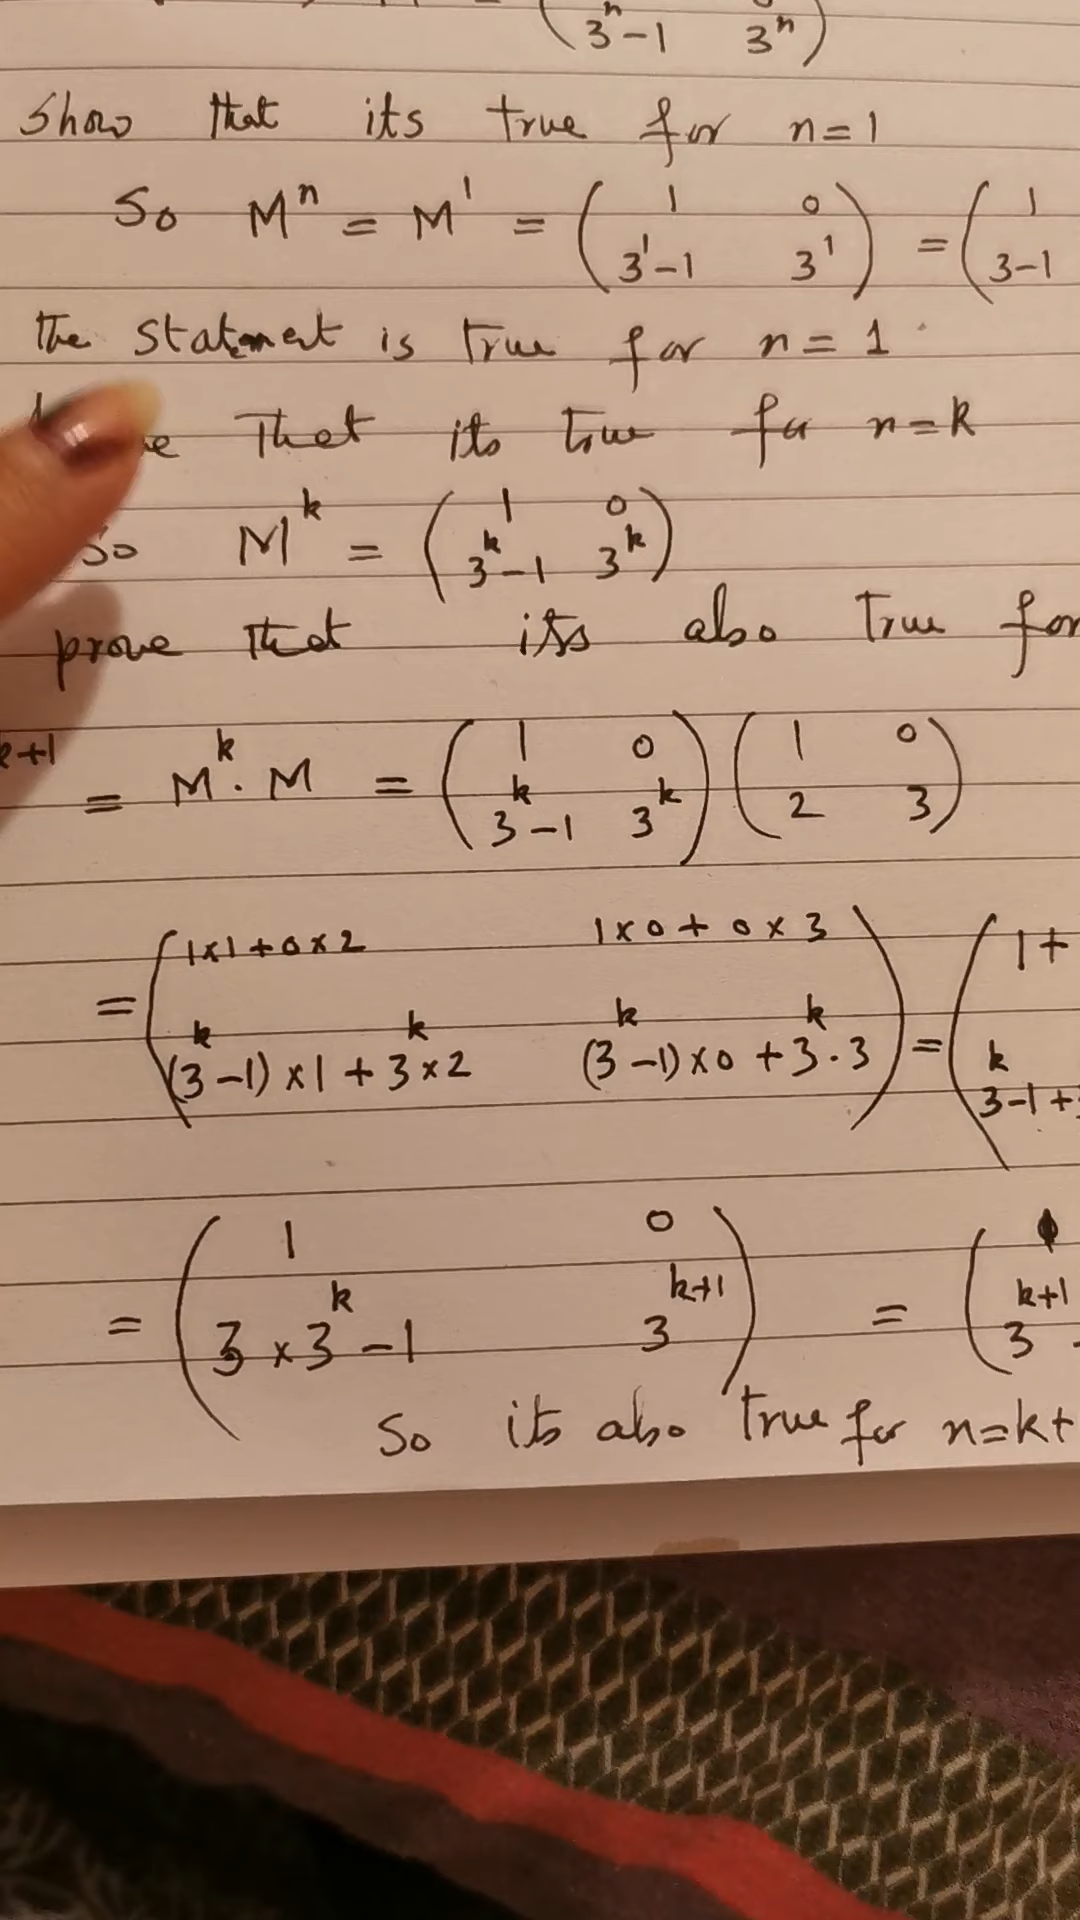 3ⁿ-1 3ⁿ
Show that its true for n=1
So Mⁿ = M¹ = ( 1 0 ) = ( 1
3¹-1 3¹ 3-1
The statement is true for n=1
that its true for n=k
So Mᵏ = ( 1 0 )
3ᵏ-1 3ᵏ
prove that its also true for
k+1 = Mᵏ. M = ( 1 0 ) ( 1 0 )
3ᵏ-1 3ᵏ 2 3
= ( 1×1+0×2 1×0+0×3 ) = ( 1+
(3ᵏ-1)×1+3ᵏ×2 (3ᵏ-1)×0+3ᵏ.3 3ᵏ-1+
= ( 1 0 ) = (
3×3ᵏ-1 3ᵏ⁺¹ 3ᵏ⁺¹-
So its also true for n=k+